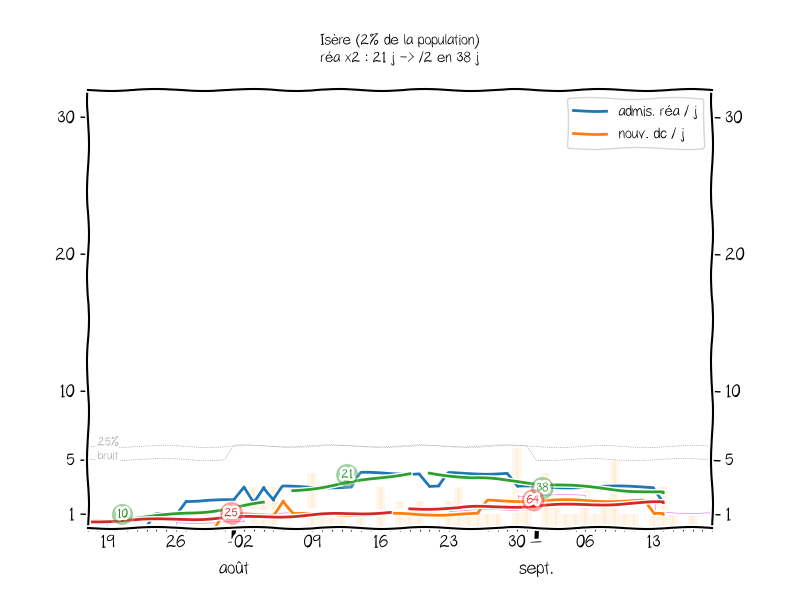 Isère (2% de la population)
réa x2 : 21 j -> /2 en 38 j
admis. réa / j
nouv. dc / j
30
30
20
20
10
10
25%
bruit
5
5
1
1
10
25
21
64
38
19 26 02 09 16 23 30 06 13
août sept.